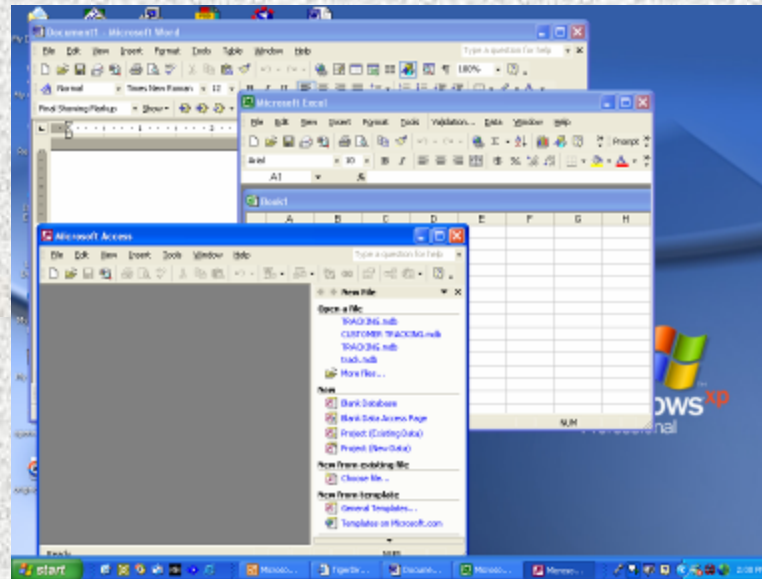 Document1 - Microsoft Word
File Edit View Insert Format Tools Table Window Help
Type a question for help
Normal Times New Roman 12 B I U
100%
Final Showing Markup Show
Microsoft Excel
File Edit View Insert Format Tools Data Window Help
Prompt
Arial 10 B I
A1 fx
Book1
A B C D E F G H
NUM
Microsoft Access
File Edit View Insert Tools Window Help
Type a question for help
New File
Open a file
TRACKING.mdb
CUSTOMER TRACKING.mdb
TRACKING.mdb
track.mdb
More files...
New
Blank Database
Blank Data Access Page
Project (Existing Data)
Project (New Data)
New from existing file
Choose file...
New from template
General Templates...
Templates on Microsoft.com
Ready NUM
ows xp
start